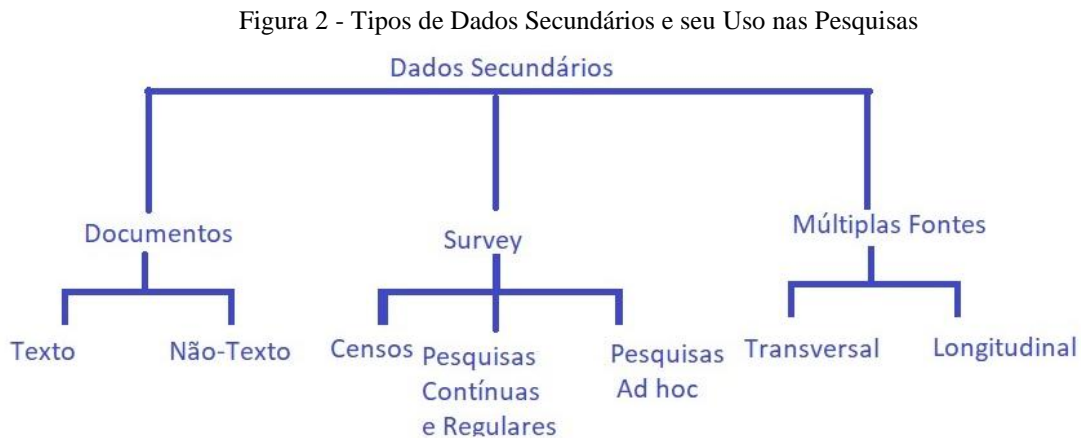 Figura 2 - Tipos de Dados Secundários e seu Uso nas Pesquisas
Dados Secundários
Documentos
Survey
Múltiplas Fontes
Texto
Não-Texto
Censos
Pesquisas
Contínuas
e Regulares
Pesquisas
Ad hoc
Transversal
Longitudinal